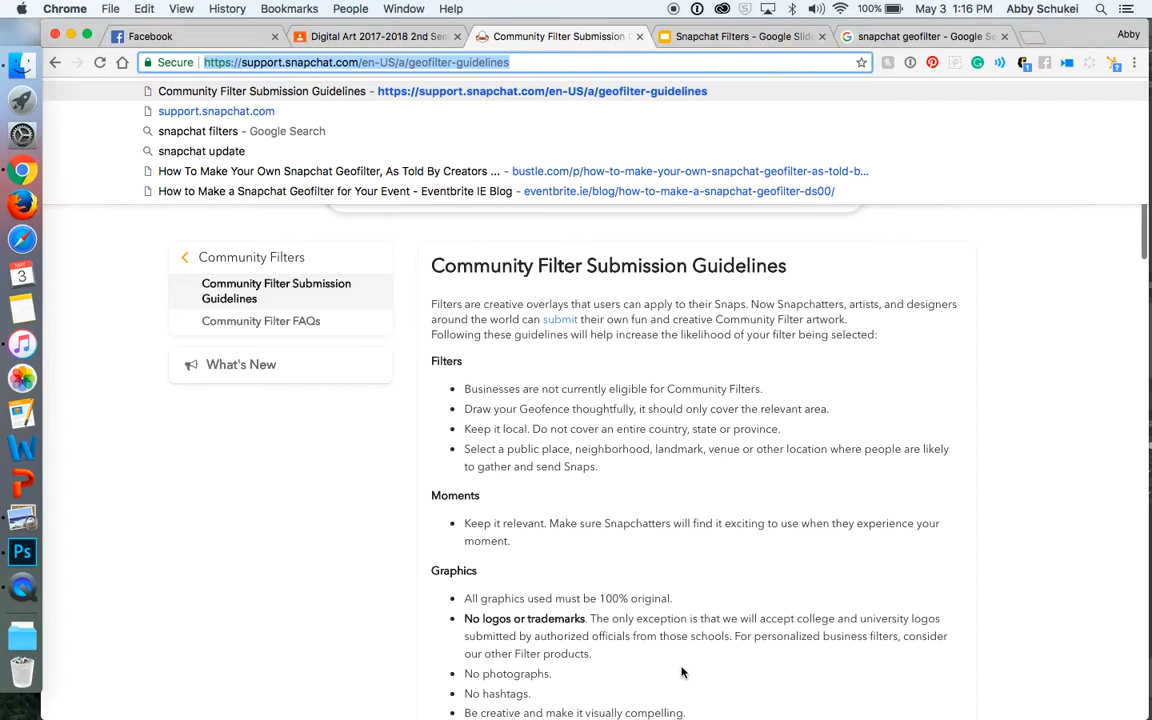 Chrome File Edit View History Bookmarks People Window Help 100% May 3 1:16 PM Abby Schukei
Facebook Digital Art 2017-2018 2nd Sem Community Filter Submission Snapchat Filters - Google Slide snapchat geofilter - Google Se Abby
Secure https://support.snapchat.com/en-US/a/geofilter-guidelines
Community Filter Submission Guidelines - https://support.snapchat.com/en-US/a/geofilter-guidelines
support.snapchat.com
snapchat filters - Google Search
snapchat update
How To Make Your Own Snapchat Geofilter, As Told By Creators ... - bustle.com/p/how-to-make-your-own-snapchat-geofilter-as-told-b...
How to Make a Snapchat Geofilter for Your Event - Eventbrite IE Blog - eventbrite.ie/blog/how-to-make-a-snapchat-geofilter-ds00/
Community Filters
Community Filter Submission
Guidelines
Community Filter FAQs
What's New
Community Filter Submission Guidelines
Filters are creative overlays that users can apply to their Snaps. Now Snapchatters, artists, and designers
around the world can submit their own fun and creative Community Filter artwork.
Following these guidelines will help increase the likelihood of your filter being selected:
Filters
• Businesses are not currently eligible for Community Filters.
• Draw your Geofence thoughtfully, it should only cover the relevant area.
• Keep it local. Do not cover an entire country, state or province.
• Select a public place, neighborhood, landmark, venue or other location where people are likely
to gather and send Snaps.
Moments
• Keep it relevant. Make sure Snapchatters will find it exciting to use when they experience your
moment.
Graphics
• All graphics used must be 100% original.
• No logos or trademarks. The only exception is that we will accept college and university logos
submitted by authorized officials from those schools. For personalized business filters, consider
our other Filter products.
• No photographs.
• No hashtags.
• Be creative and make it visually compelling.
MAY
3
W
P
Ps